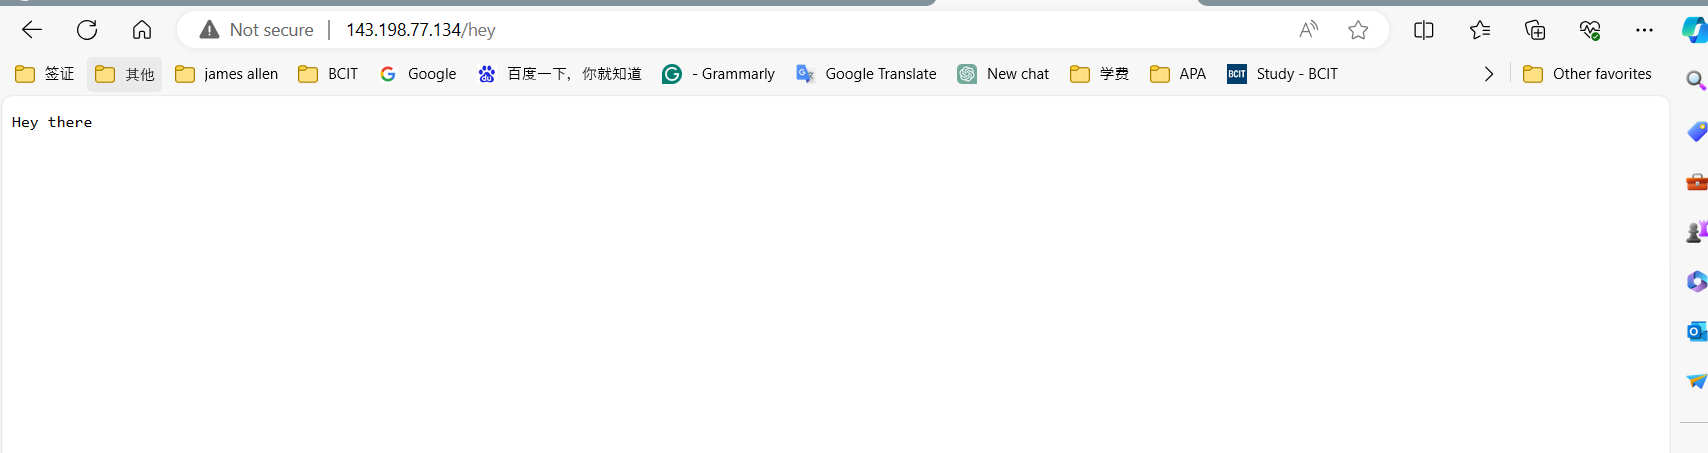 Not secure 143.198.77.134/hey
签证 其他 james allen BCIT Google 百度一下，你就知道 - Grammarly Google Translate New chat 学费 APA BCIT Study - BCIT Other favorites
Hey there